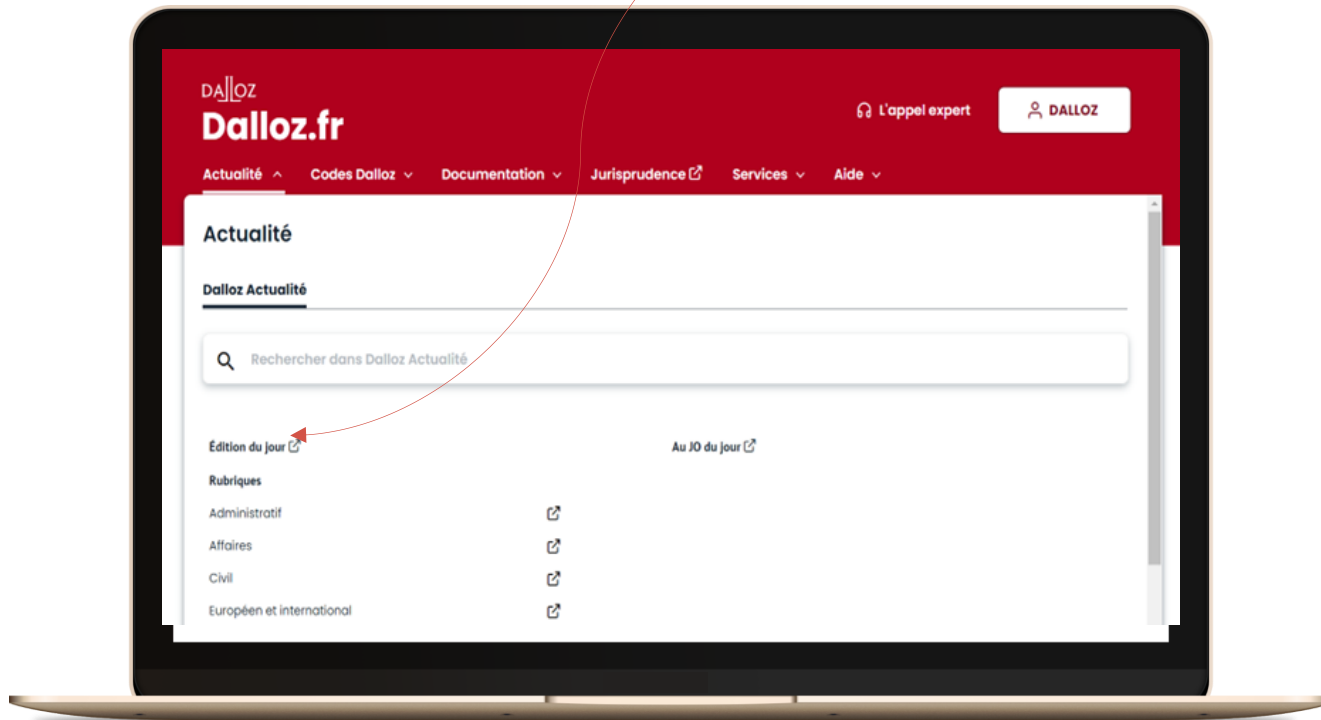 DALLOZ
Dalloz.fr
L'appel expert
DALLOZ
Actualité Codes Dalloz Documentation Jurisprudence Services Aide
Actualité
Dalloz Actualité
Rechercher dans Dalloz Actualité
Édition du jour Au JO du jour
Rubriques
Administratif
Affaires
Civil
Européen et international